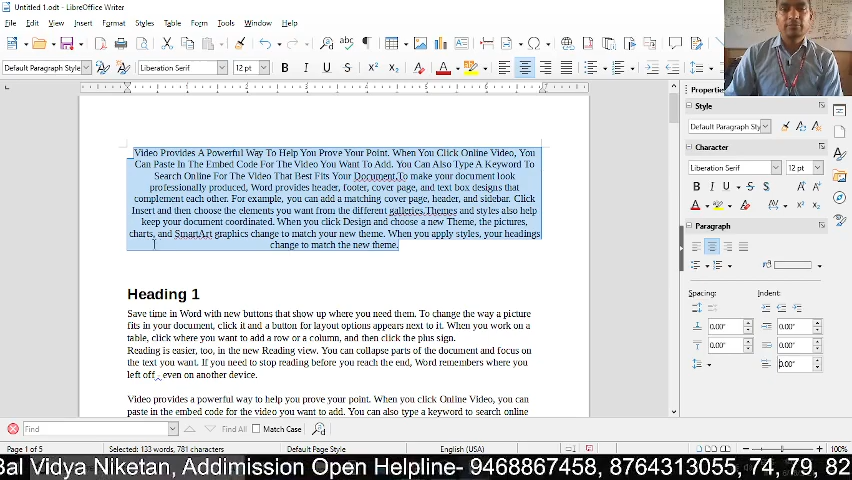 Untitled 1.odt - LibreOffice Writer
File Edit View Insert Format Styles Table Form Tools Window Help
Default Paragraph Style Liberation Serif 12 pt
Video Provides A Powerful Way To Help You Prove Your Point. When You Click Online Video, You
Can Paste In The Embed Code For The Video You Want To Add. You Can Also Type A Keyword To
Search Online For The Video That Best Fits Your Document.To make your document look
professionally produced, Word provides header, footer, cover page, and text box designs that
complement each other. For example, you can add a matching cover page, header, and sidebar. Click
Insert and then choose the elements you want from the different galleries.Themes and styles also help
keep your document coordinated. When you click Design and choose a new Theme, the pictures,
charts, and SmartArt graphics change to match your new theme. When you apply styles, your headings
change to match the new theme.
Heading 1
Save time in Word with new buttons that show up where you need them. To change the way a picture
fits in your document, click it and a button for layout options appears next to it. When you work on a
table, click where you want to add a row or a column, and then click the plus sign.
Reading is easier, too, in the new Reading view. You can collapse parts of the document and focus on
the text you want. If you need to stop reading before you reach the end, Word remembers where you
left off - even on another device.
Video provides a powerful way to help you prove your point. When you click Online Video, you can
paste in the embed code for the video you want to add. You can also type a keyword to search online
Properties
Style
Default Paragraph Style
Character
Liberation Serif 12 pt
Paragraph
Spacing: Indent:
0.00" 0.00"
0.00" 0.00"
0.00"
Find Find All Match Case
Page 1 of 5 Selected: 133 words, 781 characters Default Page Style English (USA) 100%
Bal Vidya Niketan, Addimission Open Helpline- 9468867458, 8764313055, 74, 79, 82